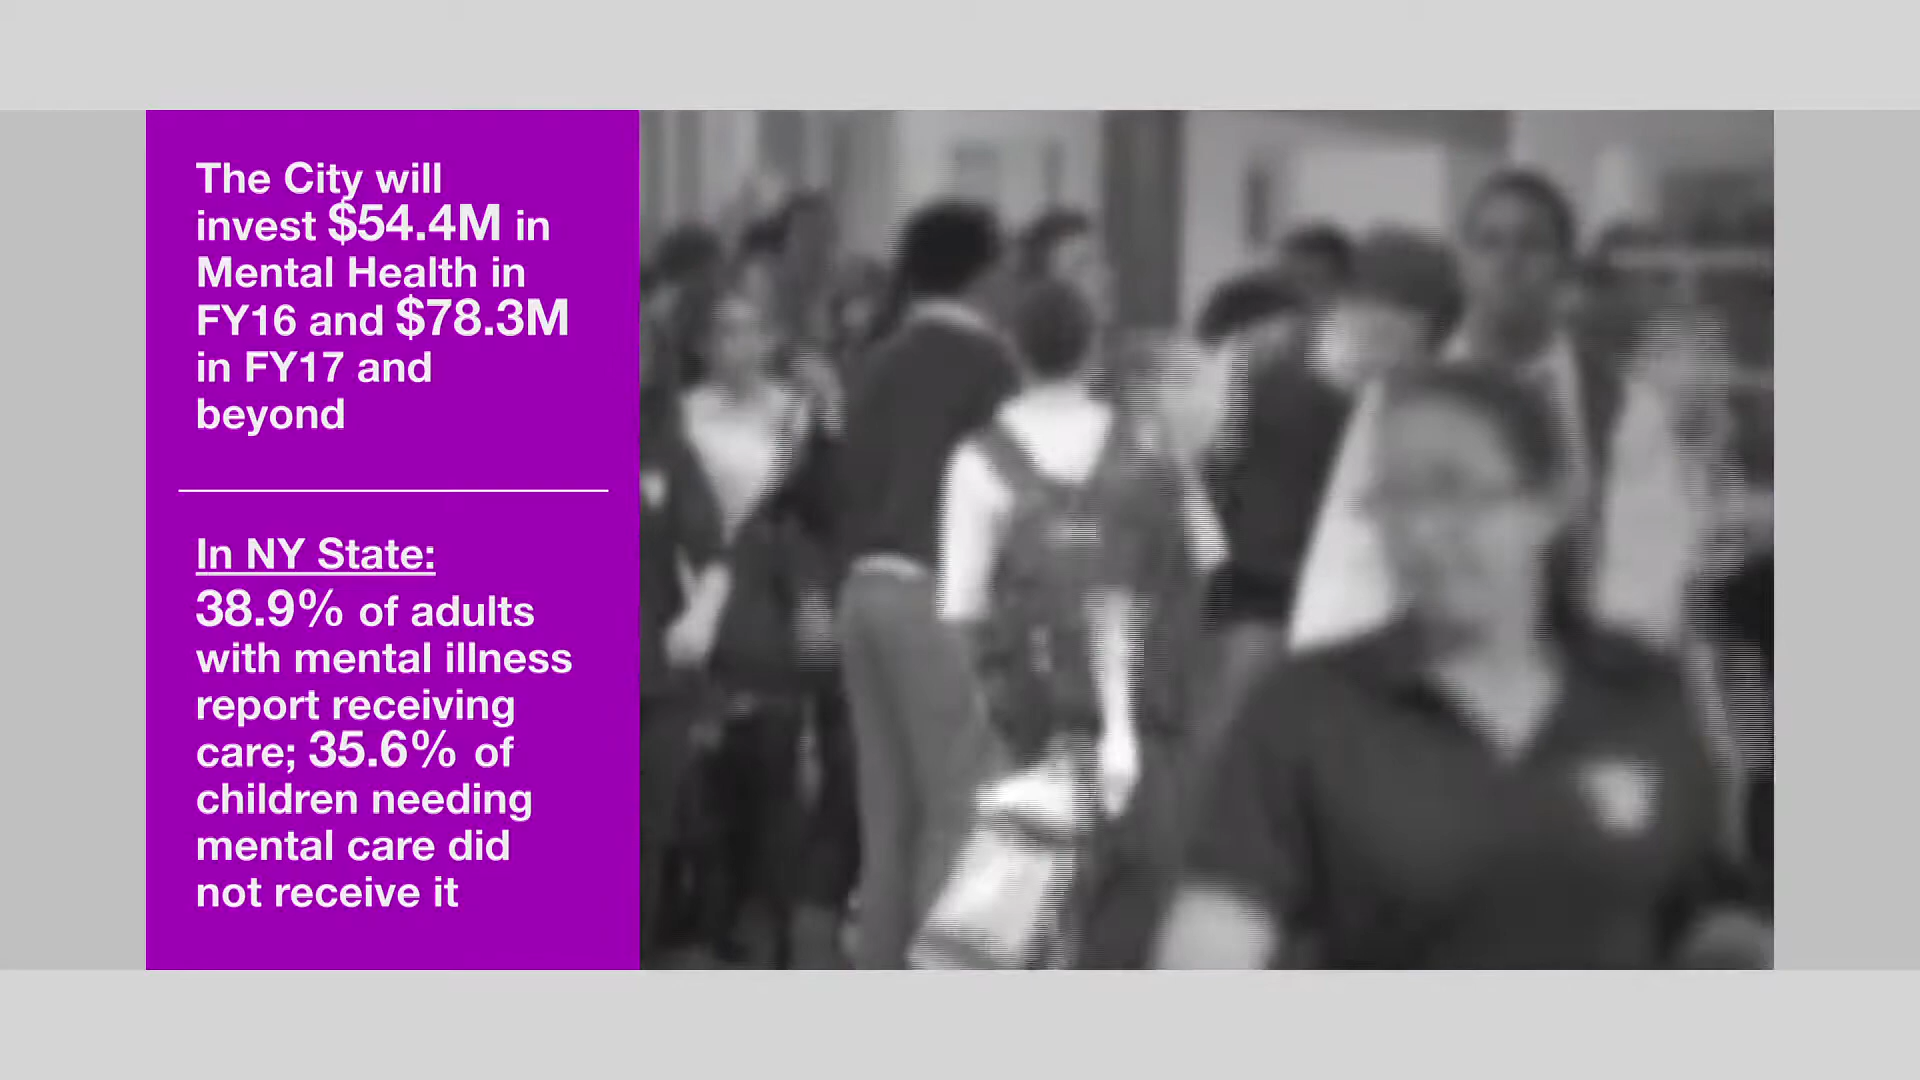 The City will
invest $54.4M in
Mental Health in
FY16 and $78.3M
in FY17 and
beyond
In NY State:
38.9% of adults
with mental illness
report receiving
care; 35.6% of
children needing
mental care did
not receive it